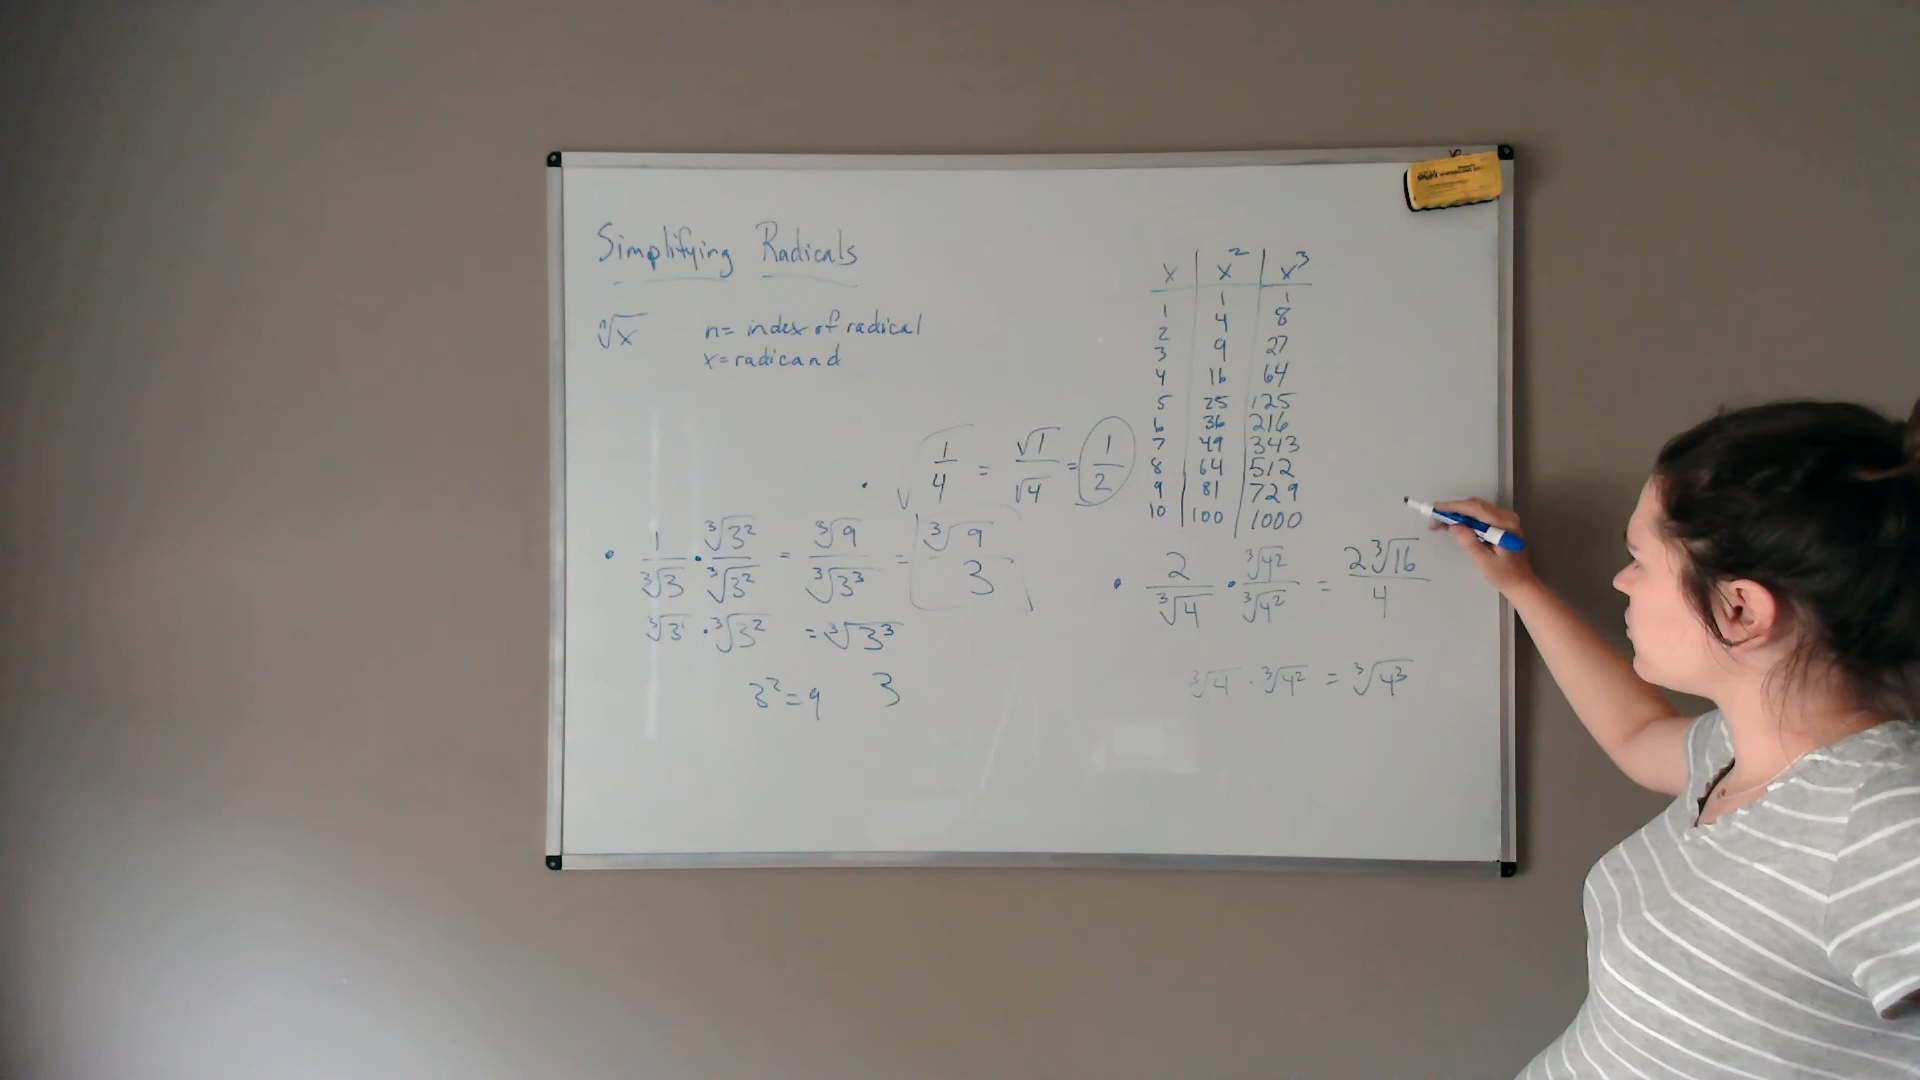 Simplifying Radicals
ⁿ√x n = index of radical
x = radicand
x | x² | x³
1 | 1 | 1
2 | 4 | 8
3 | 9 | 27
4 | 16 | 64
5 | 25 | 125
6 | 36 | 216
7 | 49 | 343
8 | 64 | 512
9 | 81 | 729
10 | 100 | 1000
• √(1/4) = √1/√4 = 1/2
• 1/∛3 · ∛3²/∛3² = ∛9/∛3³ = ∛9/3
∛3¹ · ∛3² = ∛3³
3² = 9 3
• 2/∛4 · ∛4²/∛4² = 2∛16/4
∛4 · ∛4² = ∛4³